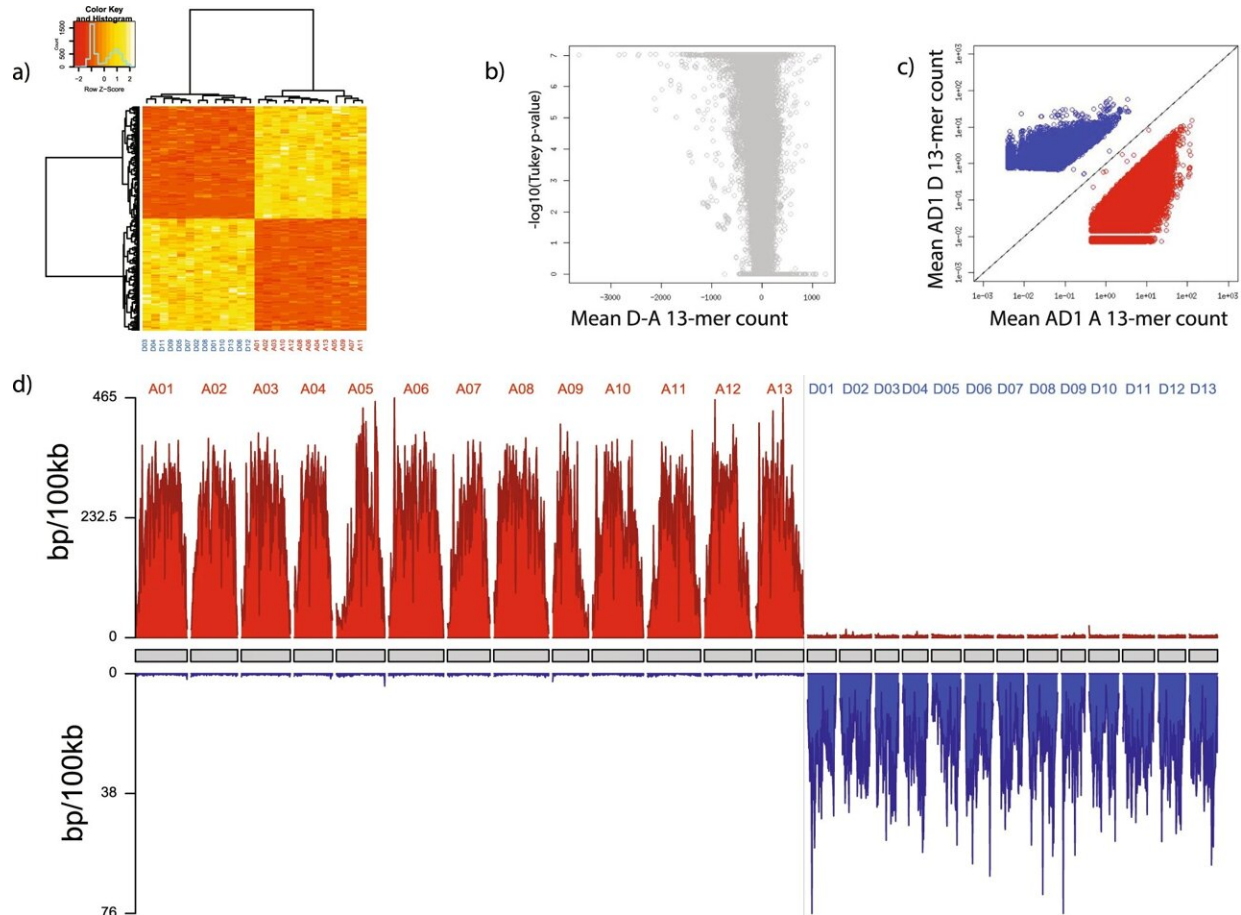 Color Key
and Histogram
a)
Count
0 500 1500
-2 -1 0 1 2
Row Z-Score
D03 D04 D11 D09 D05 D07 D02 D08 D01 D10 D13 D06 D12 A01 A02 A03 A10 A12 A08 A06 A04 A13 A05 A09 A07 A11
b)
-log10(Tukey p-value)
7
6
5
4
3
2
1
0
-3000 -2000 -1000 0 1000
Mean D-A 13-mer count
c)
Mean AD1 D 13-mer count
1e+03
1e+02
1e+01
1e+00
1e-01
1e-02
1e-03
1e-03 1e-02 1e-01 1e+00 1e+01 1e+02 1e+03
Mean AD1 A 13-mer count
d)
A01 A02 A03 A04 A05 A06 A07 A08 A09 A10 A11 A12 A13 D01 D02 D03 D04 D05 D06 D07 D08 D09 D10 D11 D12 D13
bp/100kb
465
232.5
0
bp/100kb
0
38
76